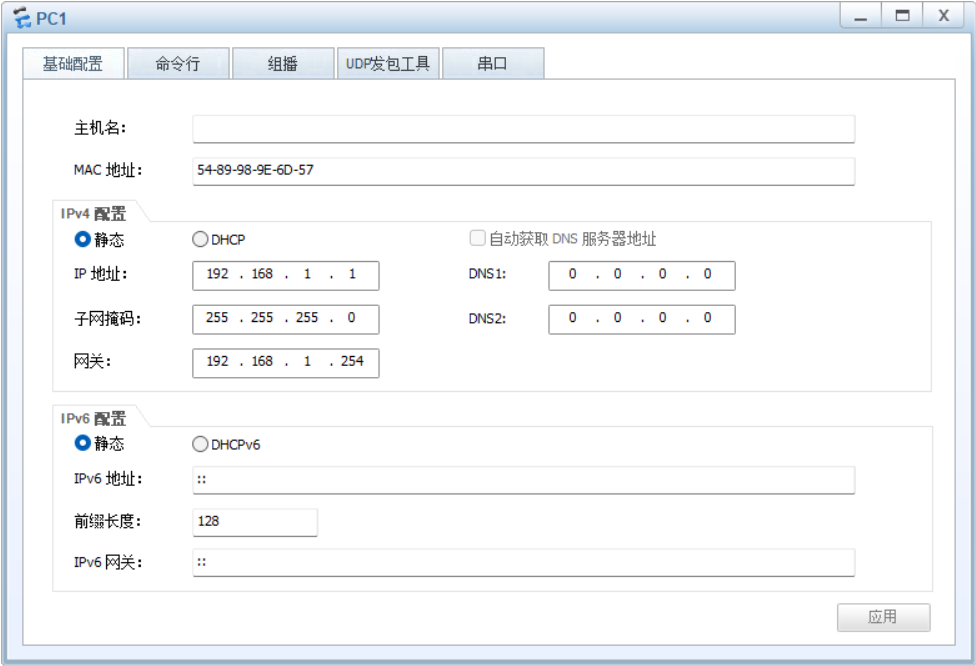 PC1
基础配置 命令行 组播 UDP发包工具 串口
主机名：
MAC 地址： 54-89-98-9E-6D-57
IPv4 配置
静态 DHCP 自动获取 DNS 服务器地址
IP 地址： 192 . 168 . 1 . 1 DNS1: 0 . 0 . 0 . 0
子网掩码： 255 . 255 . 255 . 0 DNS2: 0 . 0 . 0 . 0
网关： 192 . 168 . 1 . 254
IPv6 配置
静态 DHCPv6
IPv6 地址： ::
前缀长度： 128
IPv6 网关： ::
应用